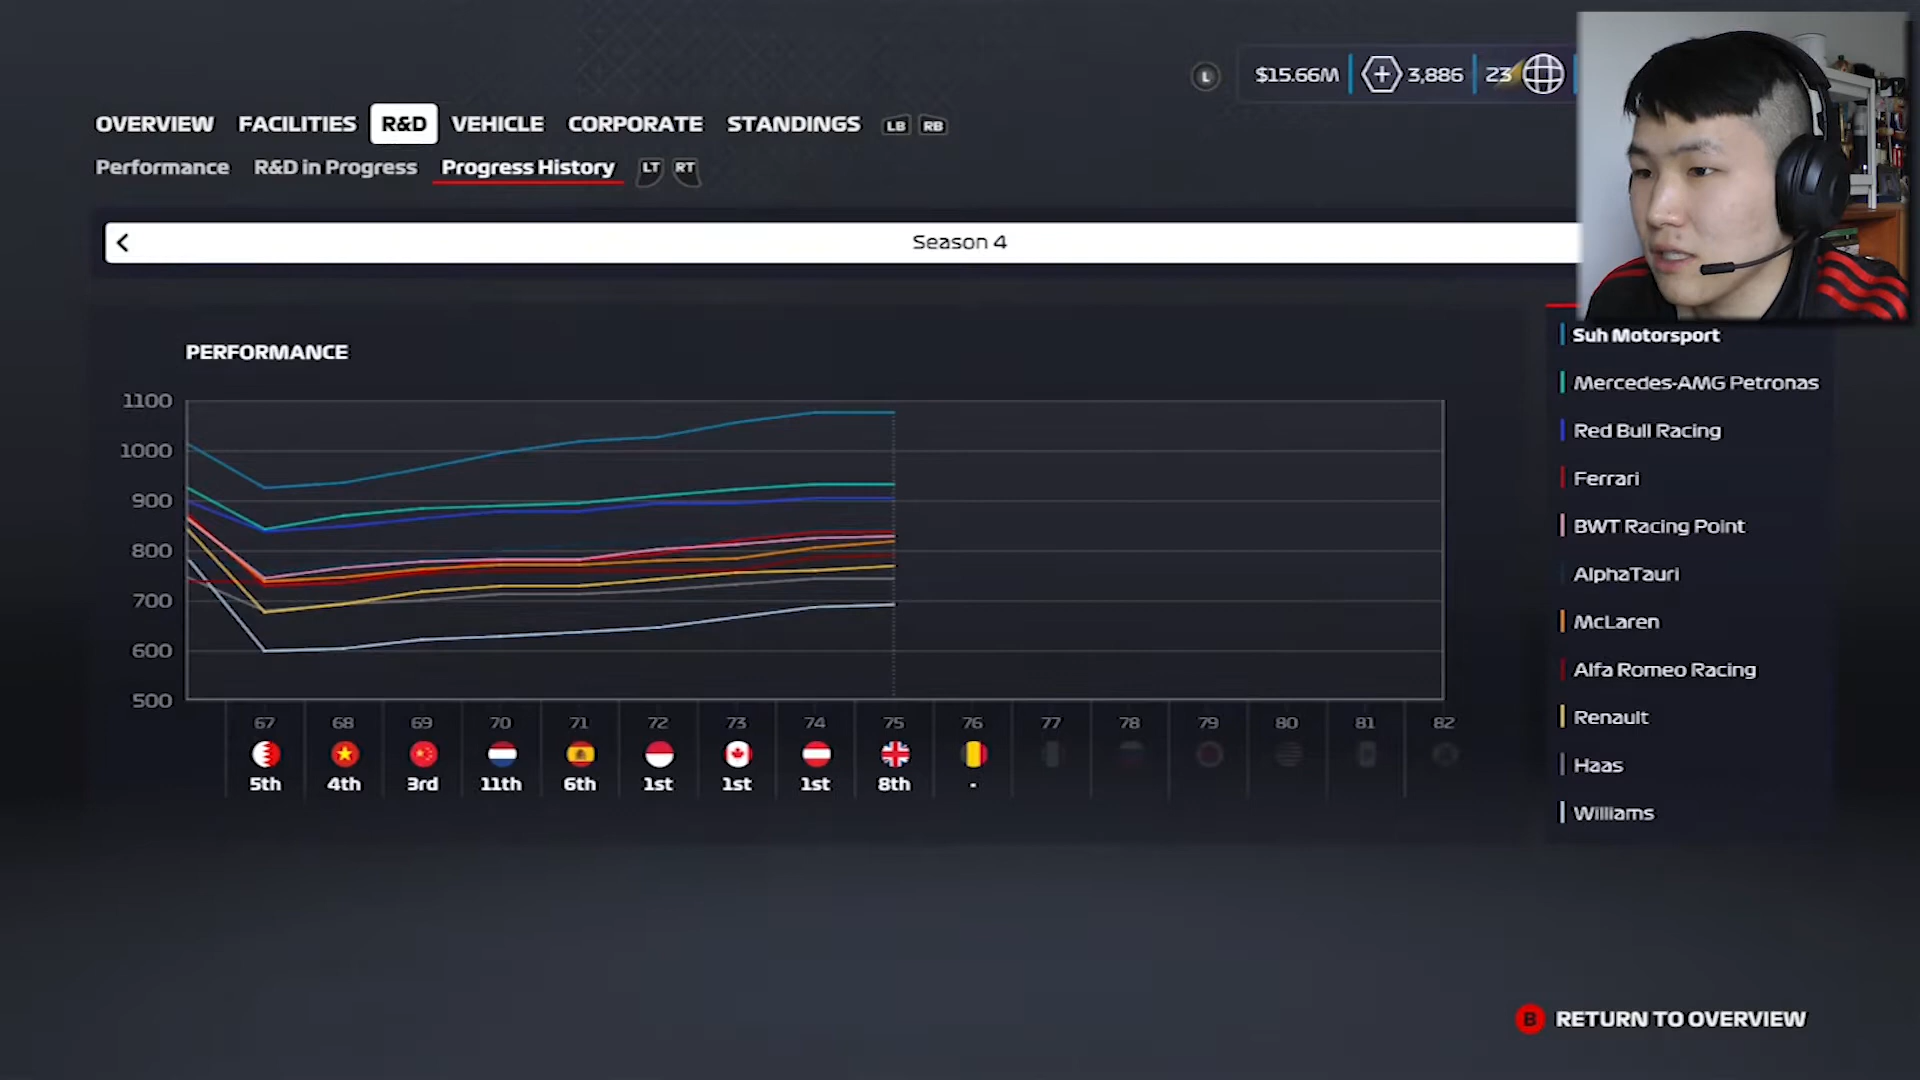 L $15.66M 3,886 23
OVERVIEW FACILITIES R&D VEHICLE CORPORATE STANDINGS LB RB
Performance R&D in Progress Progress History LT RT
Season 4
PERFORMANCE
1100
1000
900
800
700
600
500
67 68 69 70 71 72 73 74 75 76 77 78 79 80 81 82
5th 4th 3rd 11th 6th 1st 1st 1st 8th -
Suh Motorsport
Mercedes-AMG Petronas
Red Bull Racing
Ferrari
BWT Racing Point
AlphaTauri
McLaren
Alfa Romeo Racing
Renault
Haas
Williams
B RETURN TO OVERVIEW